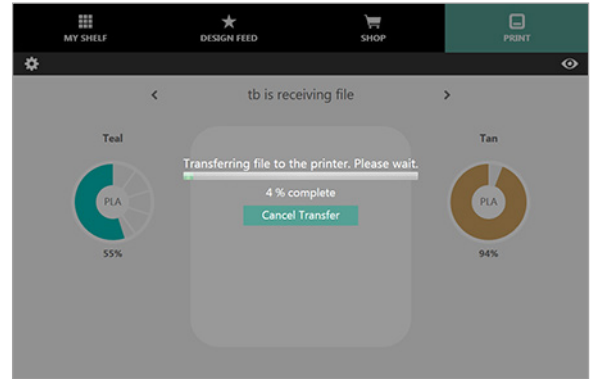 MY SHELF
DESIGN FEED
SHOP
PRINT
tb is receiving file
Teal
Tan
Transferring file to the printer. Please wait.
4 % complete
Cancel Transfer
PLA
PLA
55%
94%